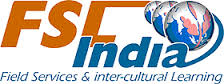 FSL
India
Field Services & inter-cultural Learning